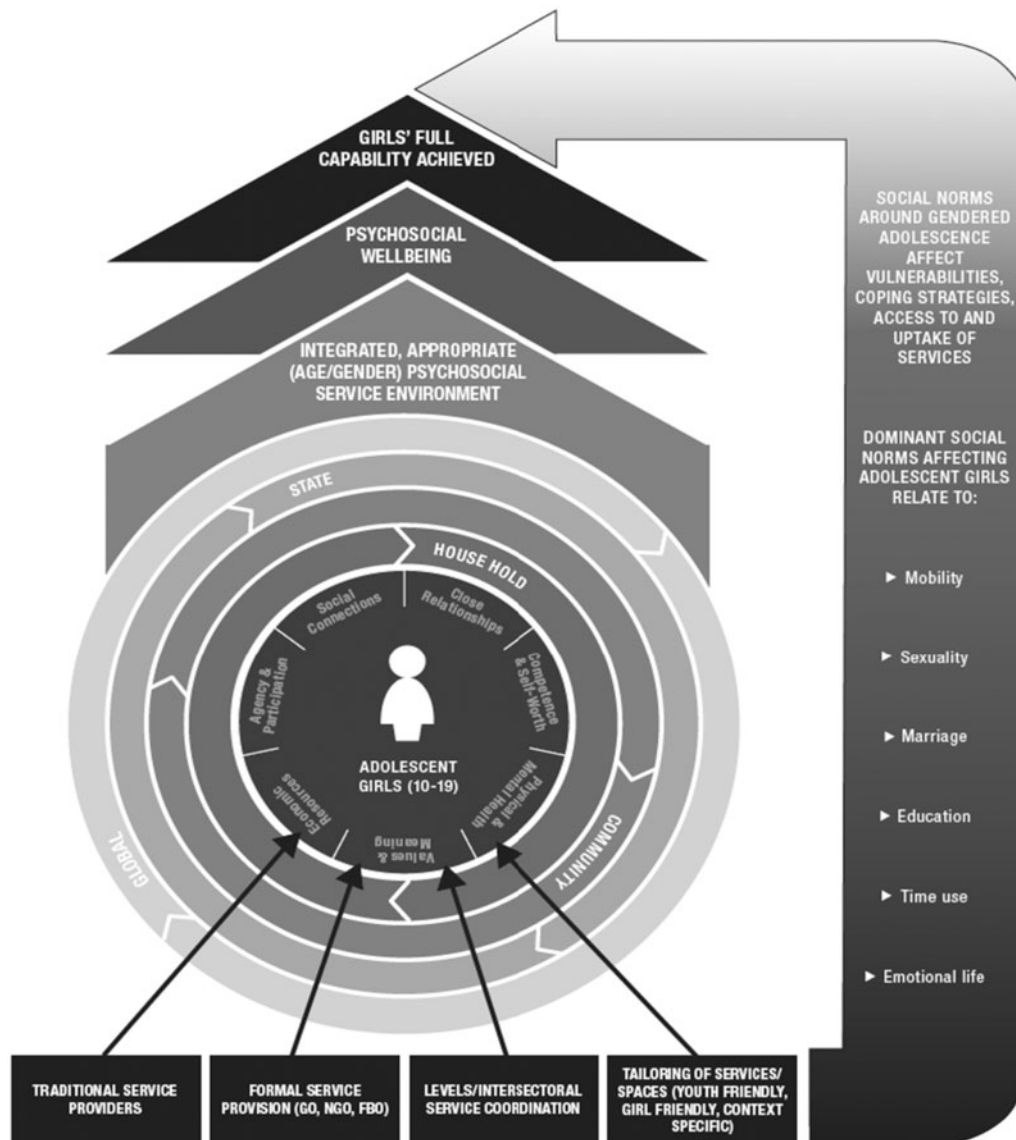 GIRLS' FULL
CAPABILITY ACHIEVED
PSYCHOSOCIAL
WELLBEING
INTEGRATED, APPROPRIATE
(AGE/GENDER) PSYCHOSOCIAL
SERVICE ENVIRONMENT
STATE
HOUSE HOLD
COMMUNITY
GLOBAL
Social
Connections
Close
Relationships
Competence
& Self-Worth
Physical &
Mental Health
Values &
Meaning
Economic
Resources
Agency &
Participation
ADOLESCENT
GIRLS (10-19)
TRADITIONAL SERVICE
PROVIDERS
FORMAL SERVICE
PROVISION (GO, NGO, FBO)
LEVELS/INTERSECTORAL
SERVICE COORDINATION
TAILORING OF SERVICES/
SPACES (YOUTH FRIENDLY,
GIRL FRIENDLY, CONTEXT
SPECIFIC)
SOCIAL NORMS
AROUND GENDERED
ADOLESCENCE
AFFECT
VULNERABILITIES,
COPING STRATEGIES,
ACCESS TO AND
UPTAKE OF
SERVICES
DOMINANT SOCIAL
NORMS AFFECTING
ADOLESCENT GIRLS
RELATE TO:
► Mobility
► Sexuality
► Marriage
► Education
► Time use
► Emotional life